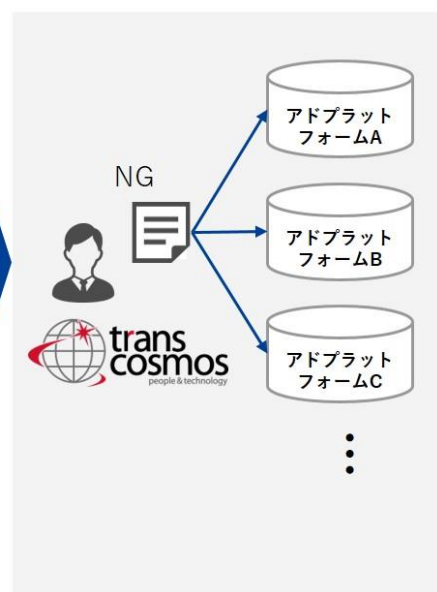 アドプラット
フォームA
NG
アドプラット
フォームB
trans
cosmos
people & technology
アドプラット
フォームC